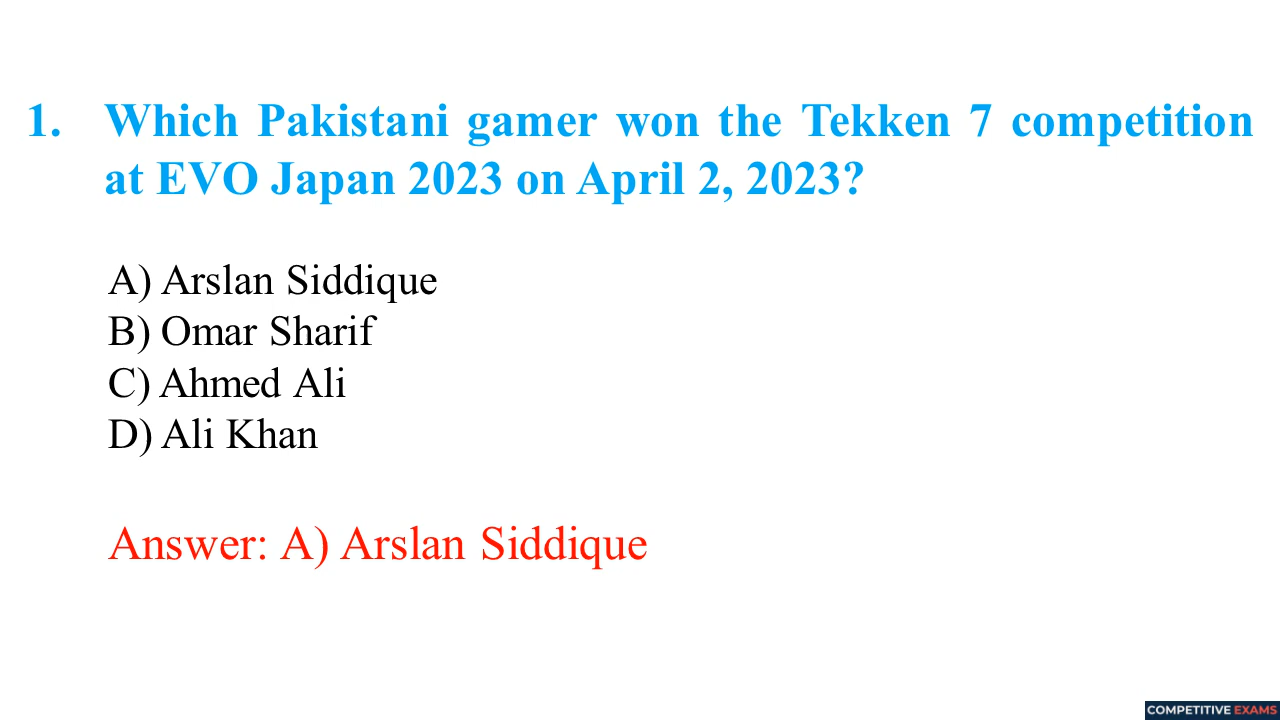 1. Which Pakistani gamer won the Tekken 7 competition
at EVO Japan 2023 on April 2, 2023?
A) Arslan Siddique
B) Omar Sharif
C) Ahmed Ali
D) Ali Khan
Answer: A) Arslan Siddique
COMPETITIVE EXAMS